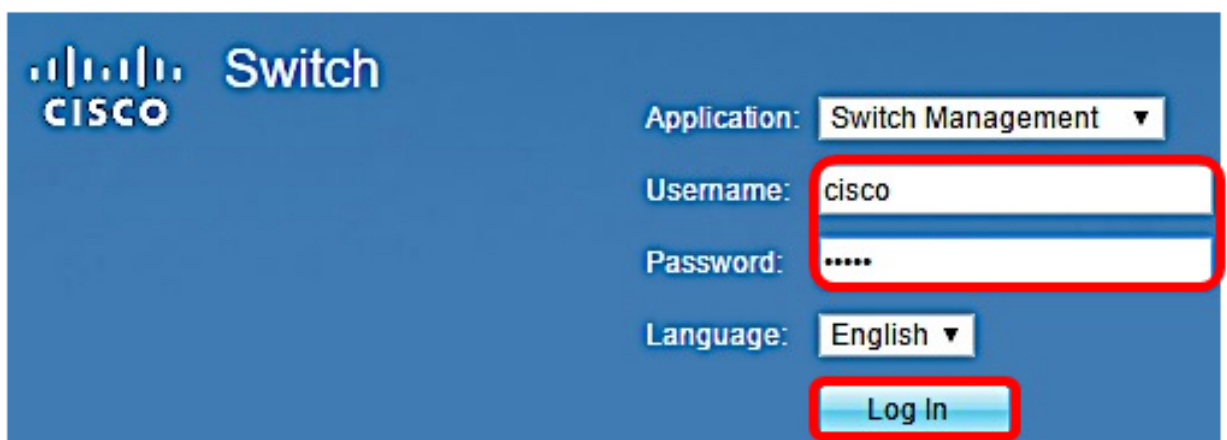 CISCO Switch
Application: Switch Management
Username: cisco
Password: •••••
Language: English
Log In